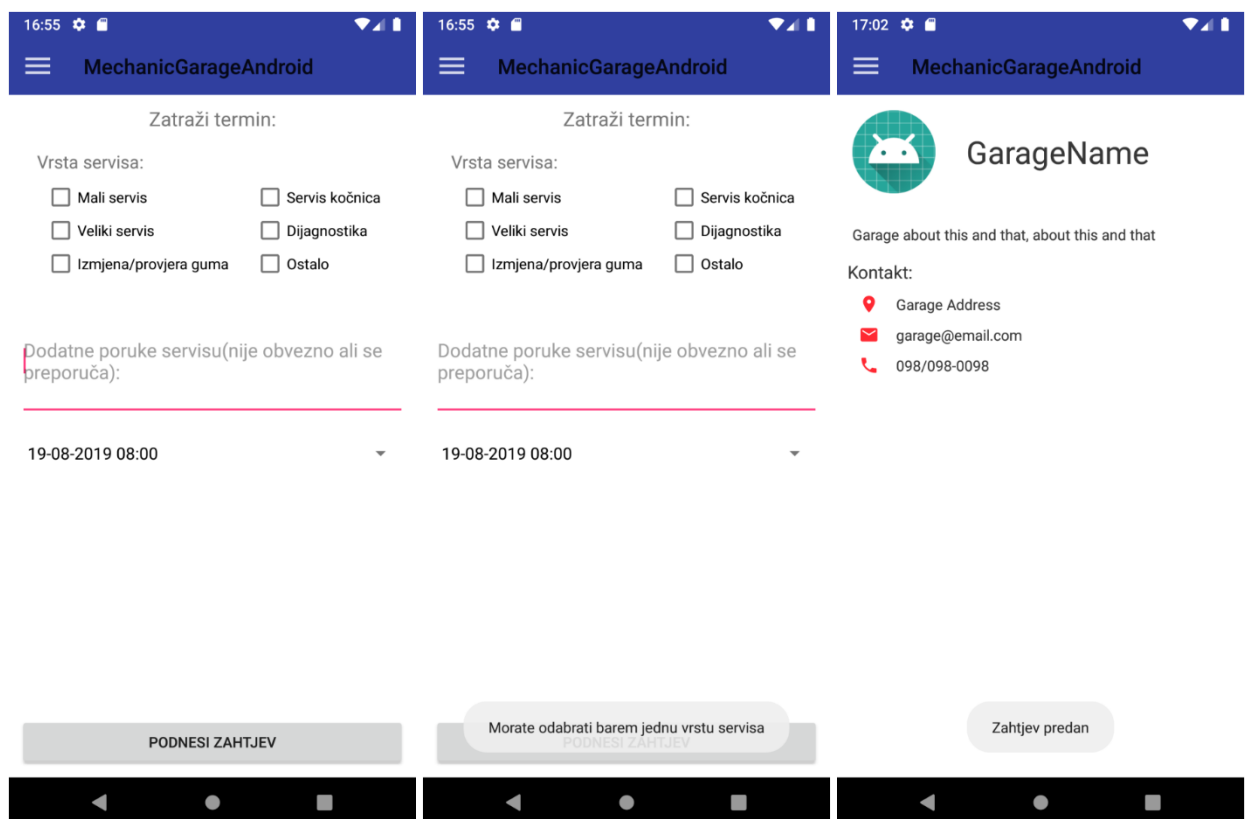 16:55
MechanicGarageAndroid
Zatraži termin:
Vrsta servisa:
Mali servis
Servis kočnica
Veliki servis
Dijagnostika
Izmjena/provjera guma
Ostalo
Dodatne poruke servisu(nije obvezno ali se
preporuča):
19-08-2019 08:00
PODNESI ZAHTJEV
16:55
MechanicGarageAndroid
Zatraži termin:
Vrsta servisa:
Mali servis
Servis kočnica
Veliki servis
Dijagnostika
Izmjena/provjera guma
Ostalo
Dodatne poruke servisu(nije obvezno ali se
preporuča):
19-08-2019 08:00
Morate odabrati barem jednu vrstu servisa
PODNESI ZAHTJEV
17:02
MechanicGarageAndroid
GarageName
Garage about this and that, about this and that
Kontakt:
Garage Address
garage@email.com
098/098-0098
Zahtjev predan